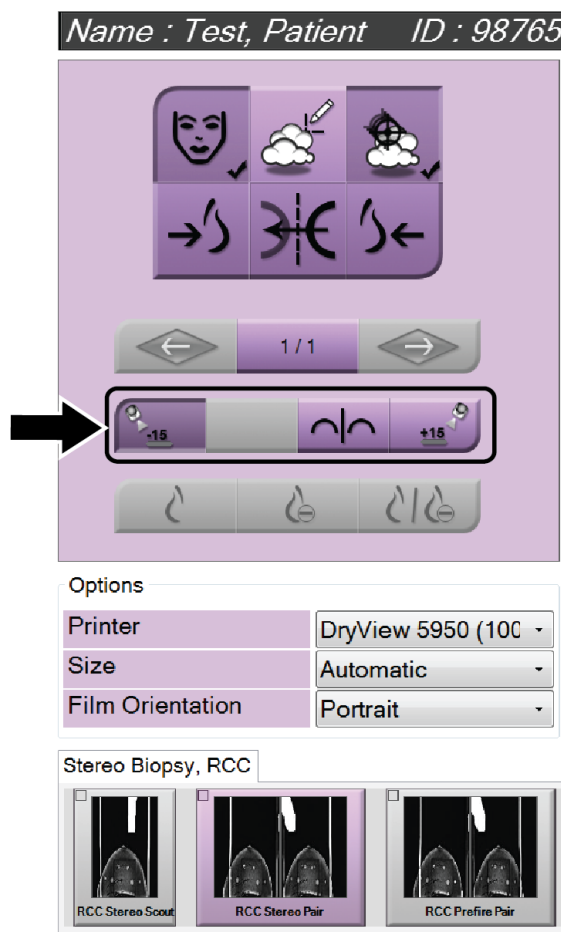 Name : Test, Patient ID : 98765
1 / 1
-15 +15
Options
Printer DryView 5950 (100
Size Automatic
Film Orientation Portrait
Stereo Biopsy, RCC
RCC Stereo Scout RCC Stereo Pair RCC Prefire Pair